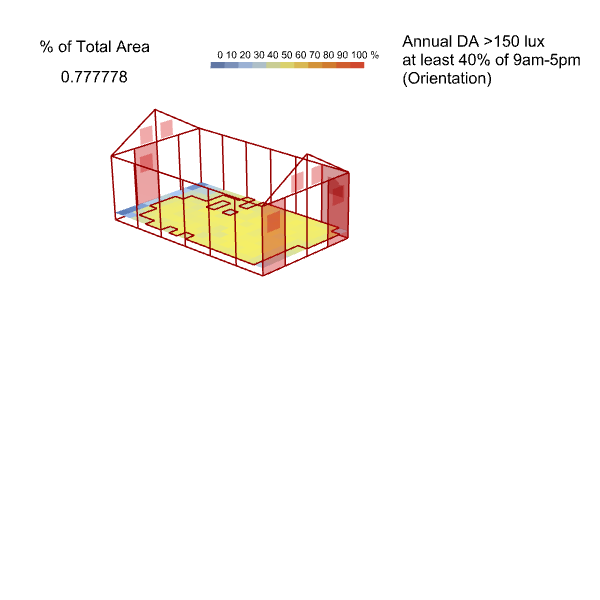 % of Total Area
0.777778
0 10 20 30 40 50 60 70 80 90 100 %
Annual DA >150 lux
at least 40% of 9am-5pm
(Orientation)